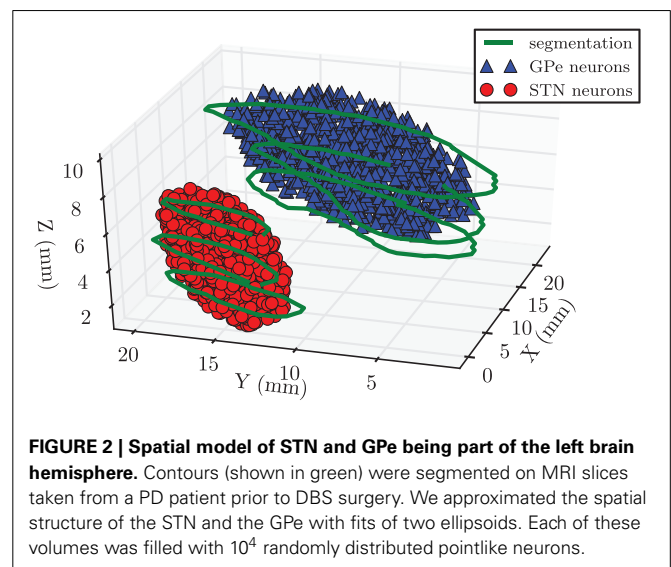 segmentation
GPe neurons
STN neurons
10
8
6
4
2
Z (mm)
20
15
10
5
Y (mm)
0
5
10
15
20
X (mm)
FIGURE 2 | Spatial model of STN and GPe being part of the left brain
hemisphere. Contours (shown in green) were segmented on MRI slices
taken from a PD patient prior to DBS surgery. We approximated the spatial
structure of the STN and the GPe with fits of two ellipsoids. Each of these
volumes was filled with 10⁴ randomly distributed pointlike neurons.